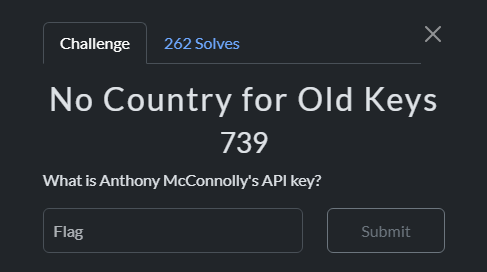 Challenge
262 Solves
No Country for Old Keys
739
What is Anthony McConnolly's API key?
Flag
Submit